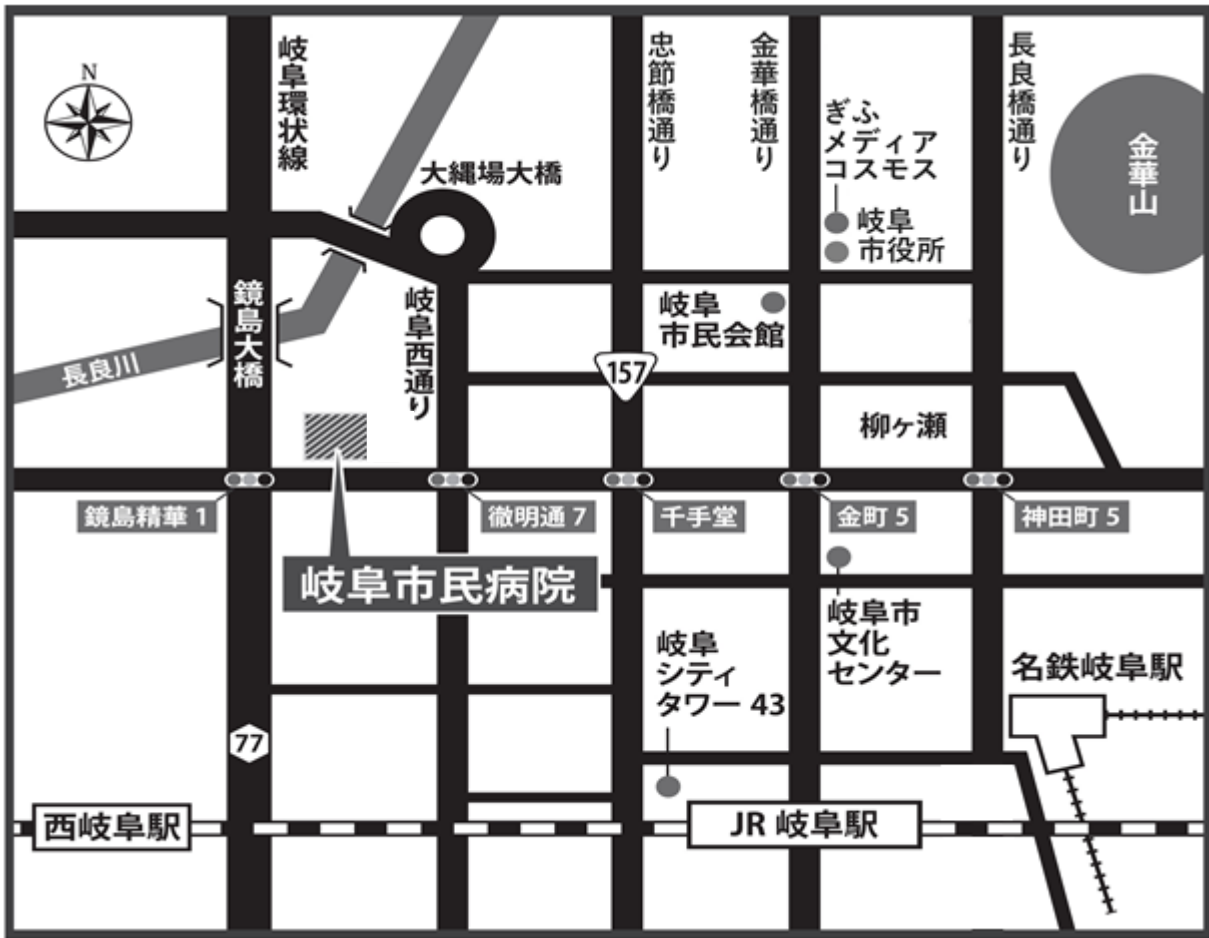 N
岐阜環状線
忠節橋通り
金華橋通り
長良橋通り
ぎふ
メディア
コスモス
岐阜
市役所
金華山
大縄場大橋
鏡島大橋
長良川
岐阜西通り
岐阜
市民会館
157
柳ヶ瀬
鏡島精華 1
徹明通 7
千手堂
金町 5
神田町 5
岐阜市民病院
岐阜
シティ
タワー 43
岐阜市
文化
センター
名鉄岐阜駅
77
西岐阜駅
JR 岐阜駅